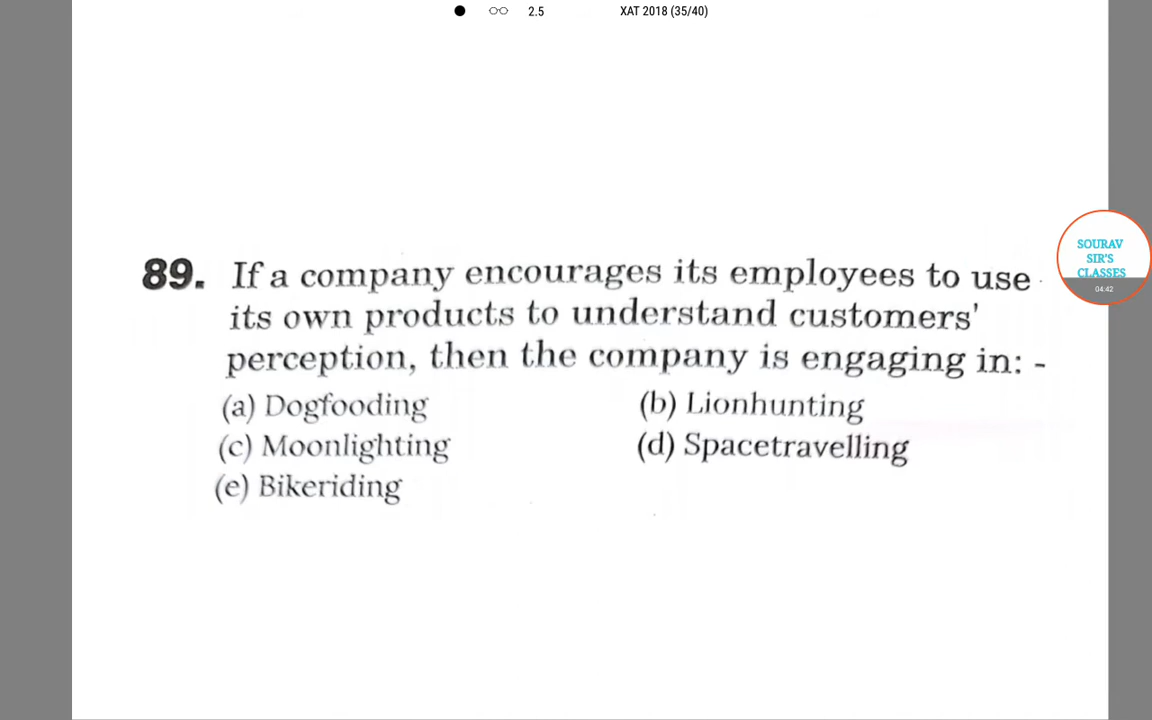 2.5 XAT 2018 (35/40)
89. If a company encourages its employees to use
its own products to understand customers'
perception, then the company is engaging in: -
(a) Dogfooding (b) Lionhunting
(c) Moonlighting (d) Spacetravelling
(e) Bikeriding
SOURAV
SIR'S
CLASSES
04:42